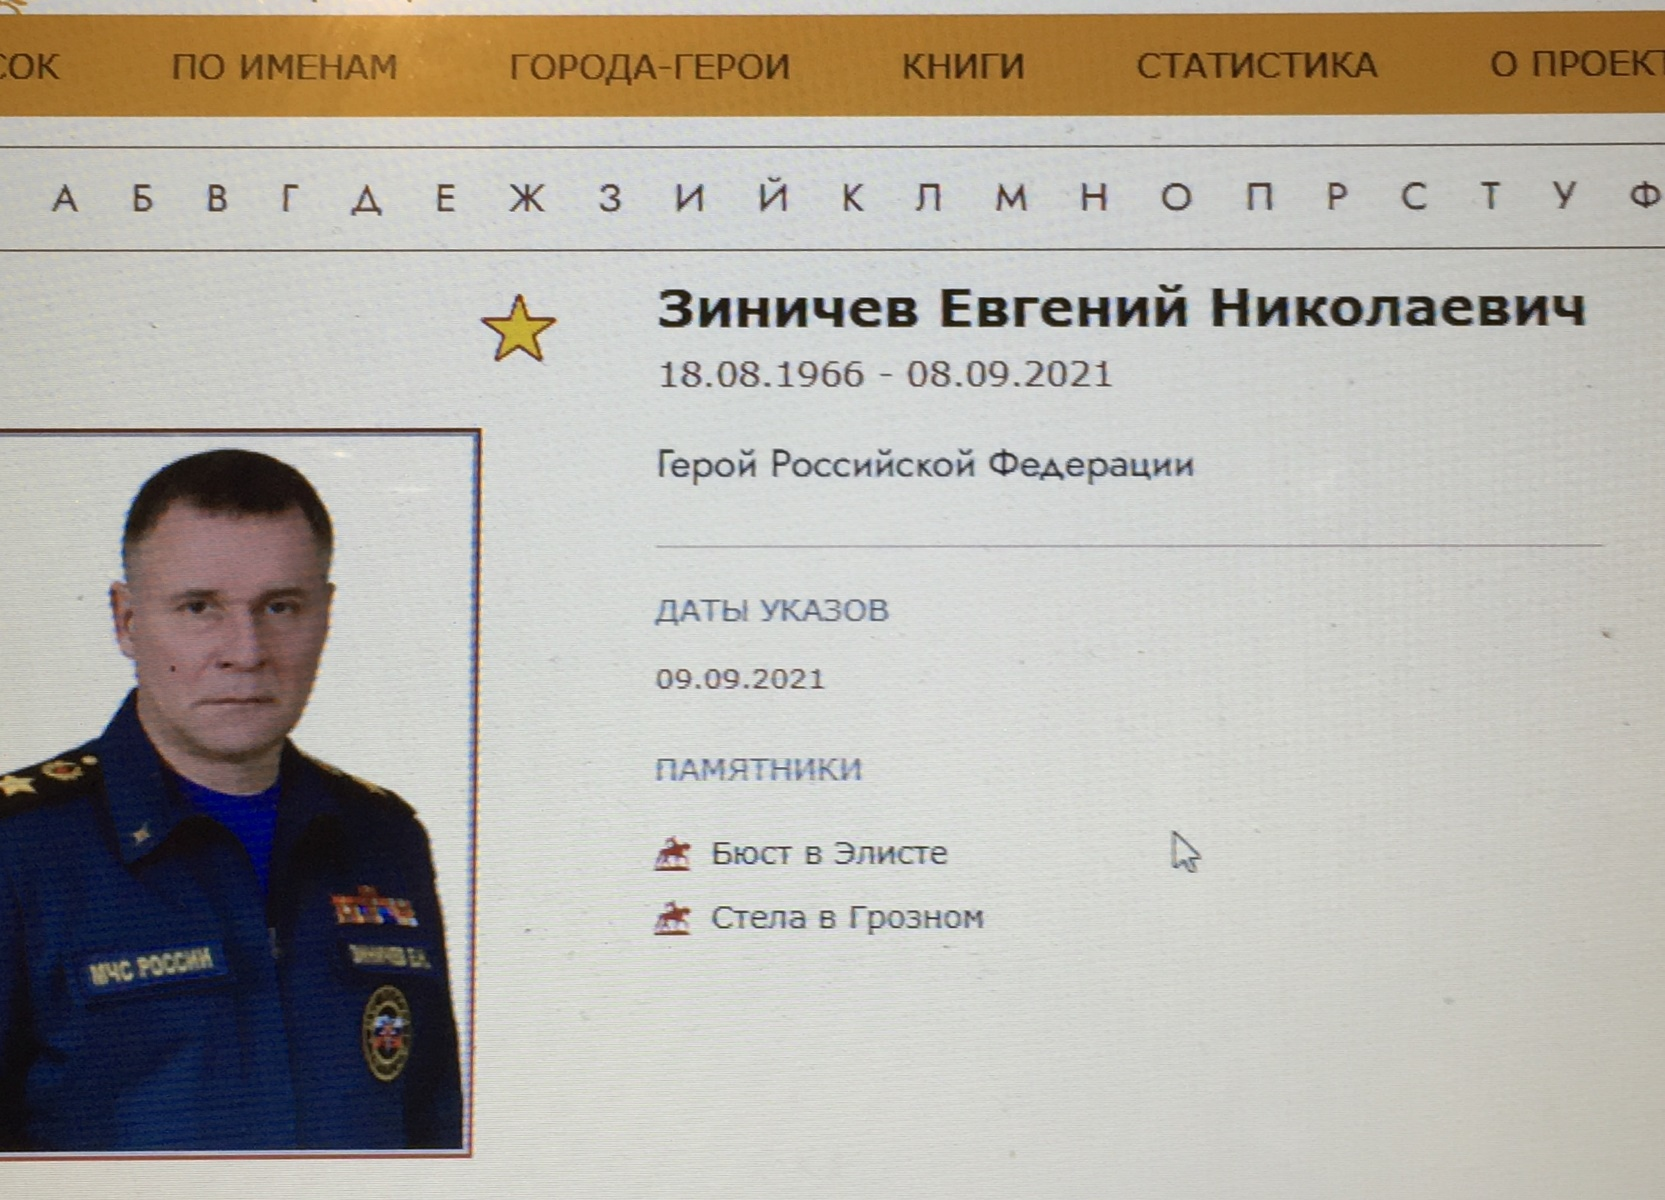 СОК ПО ИМЕНАМ ГОРОДА-ГЕРОИ КНИГИ СТАТИСТИКА О ПРОЕКТ
А Б В Г Д Е Ж З И Й К Л М Н О П Р С Т У Ф
Зиничев Евгений Николаевич
18.08.1966 - 08.09.2021
Герой Российской Федерации
ДАТЫ УКАЗОВ
09.09.2021
ПАМЯТНИКИ
Бюст в Элисте
Стела в Грозном
МЧС РОССИИ
ЗИНИЧЕВ Е.Н.